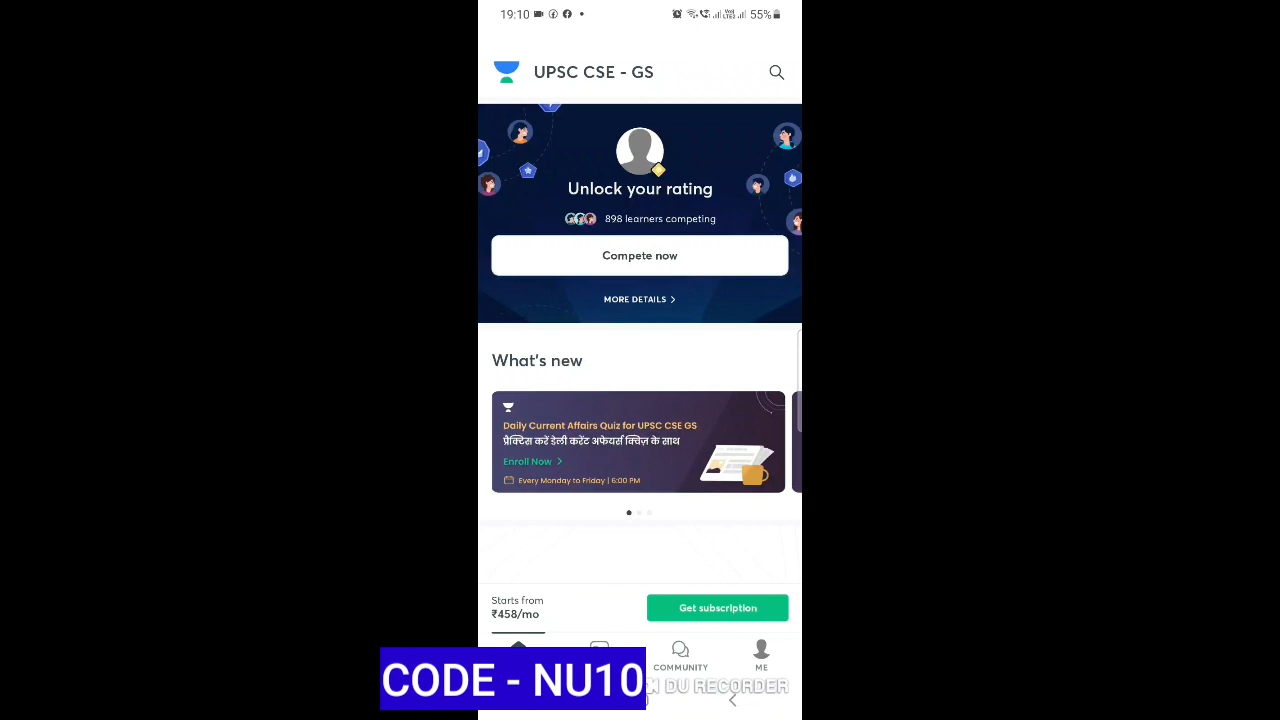 19:10 55%
UPSC CSE - GS
Unlock your rating
898 learners competing
Compete now
MORE DETAILS >
What's new
Daily Current Affairs Quiz for UPSC CSE GS
प्रैक्टिस करें डेली करेंट अफेयर्स क्विज़ के साथ
Enroll Now >
Every Monday to Friday | 6:00 PM
Starts from
₹458/mo
Get subscription
COMMUNITY
ME
CODE - NU10
DU RECORDER